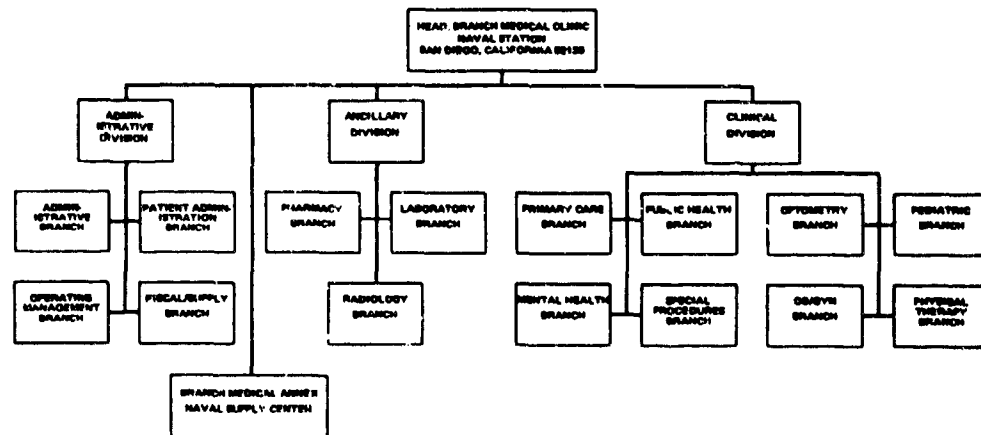 HEAD, BRANCH MEDICAL CLINIC
NAVAL STATION
SAN DIEGO, CALIFORNIA 92136
ADMIN-
ISTRATIVE
DIVISION
ANCILLARY
DIVISION
CLINICAL
DIVISION
ADMIN-
ISTRATIVE
BRANCH
PATIENT ADMIN-
ISTRATION
BRANCH
PHARMACY
BRANCH
LABORATORY
BRANCH
PRIMARY CARE
BRANCH
PUBLIC HEALTH
BRANCH
OPTOMETRY
BRANCH
PEDIATRIC
BRANCH
OPERATING
MANAGEMENT
BRANCH
FISCAL/SUPPLY
BRANCH
RADIOLOGY
BRANCH
MENTAL HEALTH
BRANCH
SPECIAL
PROCEDURES
BRANCH
OB/GYN
BRANCH
PHYSICAL
THERAPY
BRANCH
BRANCH MEDICAL ANNEX
NAVAL SUPPLY CENTER